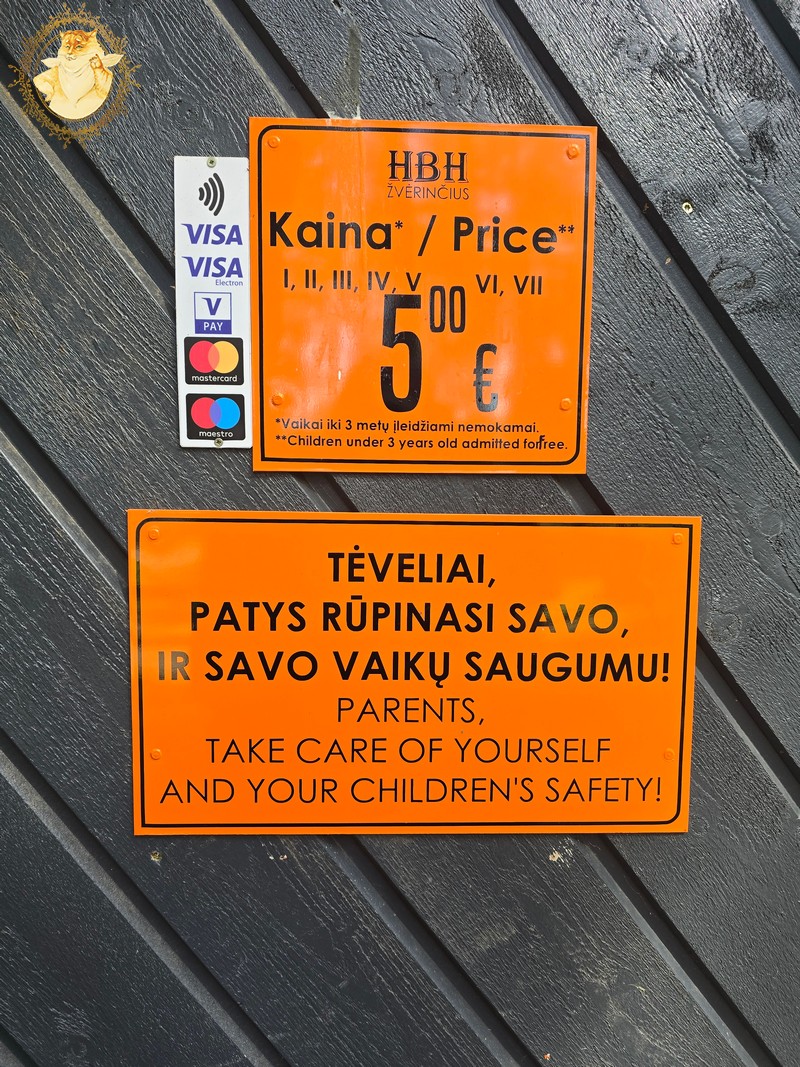 HBH
ŽVĖRINČIUS
Kaina* / Price**
I, II, III, IV, V VI, VII
5 00 €
*Vaikai iki 3 metų įleidžiami nemokamai.
**Children under 3 years old admitted forfree.
VISA
VISA
Electron
V
PAY
mastercard
maestro
TĖVELIAI,
PATYS RŪPINASI SAVO,
IR SAVO VAIKŲ SAUGUMU!
PARENTS,
TAKE CARE OF YOURSELF
AND YOUR CHILDREN'S SAFETY!